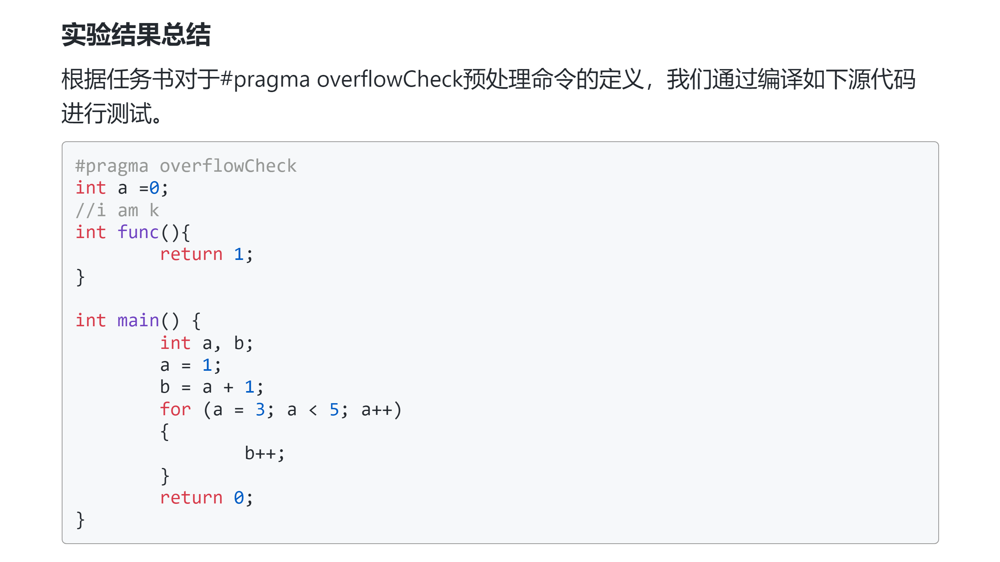 实验结果总结
根据任务书对于#pragma overflowCheck预处理命令的定义，我们通过编译如下源代码
进行测试。
#pragma overflowCheck
int a =0;
//i am k
int func(){
        return 1;
}

int main() {
        int a, b;
        a = 1;
        b = a + 1;
        for (a = 3; a < 5; a++)
        {
                b++;
        }
        return 0;
}